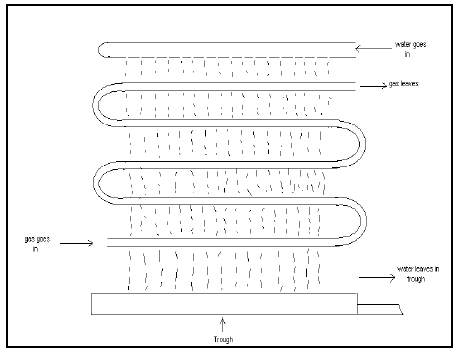 water goes
in
gas leaves
gas goes
in
water leaves in
trough
Trough